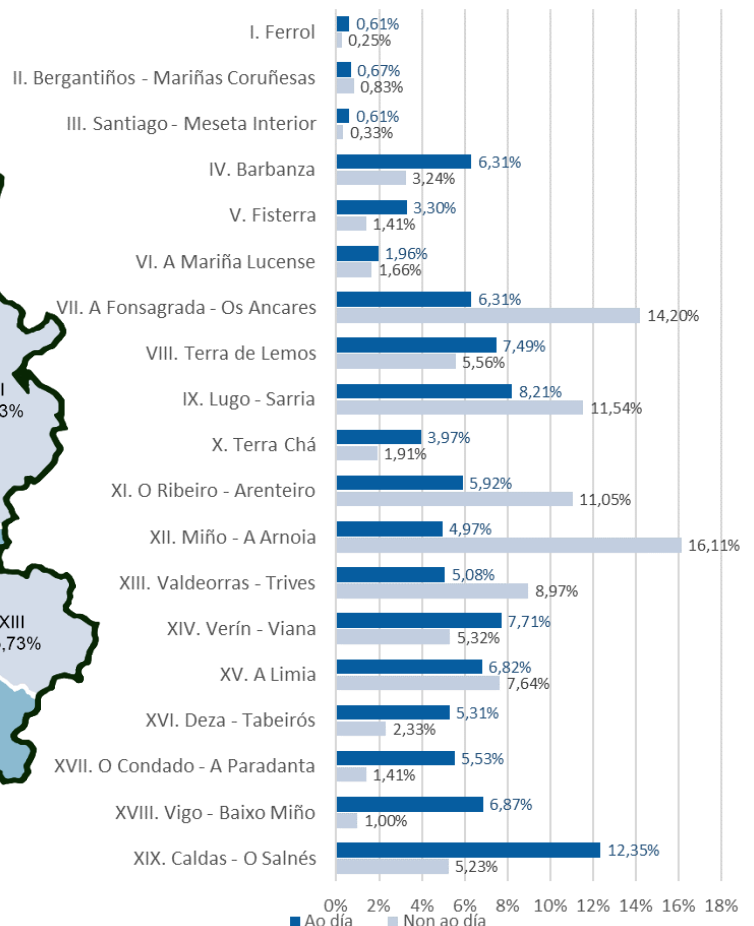 I. Ferrol
0,61%
0,25%
II. Bergantiños - Mariñas Coruñesas
0,67%
0,83%
III. Santiago - Meseta Interior
0,61%
0,33%
IV. Barbanza
6,31%
3,24%
V. Fisterra
3,30%
1,41%
VI. A Mariña Lucense
1,96%
1,66%
VII. A Fonsagrada - Os Ancares
6,31%
14,20%
VIII. Terra de Lemos
7,49%
5,56%
IX. Lugo - Sarria
8,21%
11,54%
X. Terra Chá
3,97%
1,91%
XI. O Ribeiro - Arenteiro
5,92%
11,05%
XII. Miño - A Arnoia
4,97%
16,11%
XIII. Valdeorras - Trives
5,08%
8,97%
XIV. Verín - Viana
7,71%
5,32%
XV. A Limia
6,82%
7,64%
XVI. Deza - Tabeirós
5,31%
2,33%
XVII. O Condado - A Paradanta
5,53%
1,41%
XVIII. Vigo - Baixo Miño
6,87%
1,00%
XIX. Caldas - O Salnés
12,35%
5,23%
0% 2% 4% 6% 8% 10% 12% 14% 16% 18%
Ao día Non ao día
I
3%
XIII
,73%